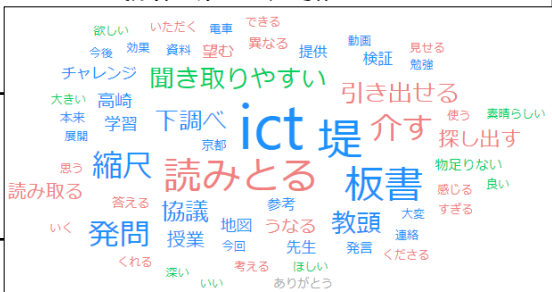 欲しい いただく 電車 できる
今後 効果 資料 望む 異なる 提供 動画 検証 見せる 勉強
チャレンジ 聞き取りやすい 引き出せる
大きい 高崎 使う 素晴らしい
本来 学習 下調べ ict 堤 介す 探し出す
展開 京都 物足りない
思う 縮尺 読みとる 板書 感じる 良い
読み取る 答える 協議 参考 すぎる
いく 発問 地図 うなる 教頭 大変 連絡
授業 今回 先生 発言 くださる
くれる 深い 考える ほしい
いい ありがとう